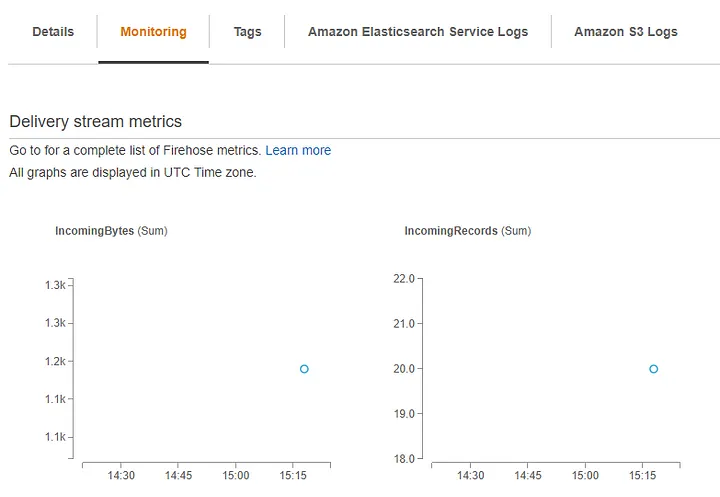 Details Monitoring Tags Amazon Elasticsearch Service Logs Amazon S3 Logs
Delivery stream metrics
Go to for a complete list of Firehose metrics. Learn more
All graphs are displayed in UTC Time zone.
IncomingBytes (Sum)
1.3k
1.3k
1.2k
1.1k
1.1k
14:30 14:45 15:00 15:15
IncomingRecords (Sum)
22.0
21.0
20.0
19.0
18.0
14:30 14:45 15:00 15:15